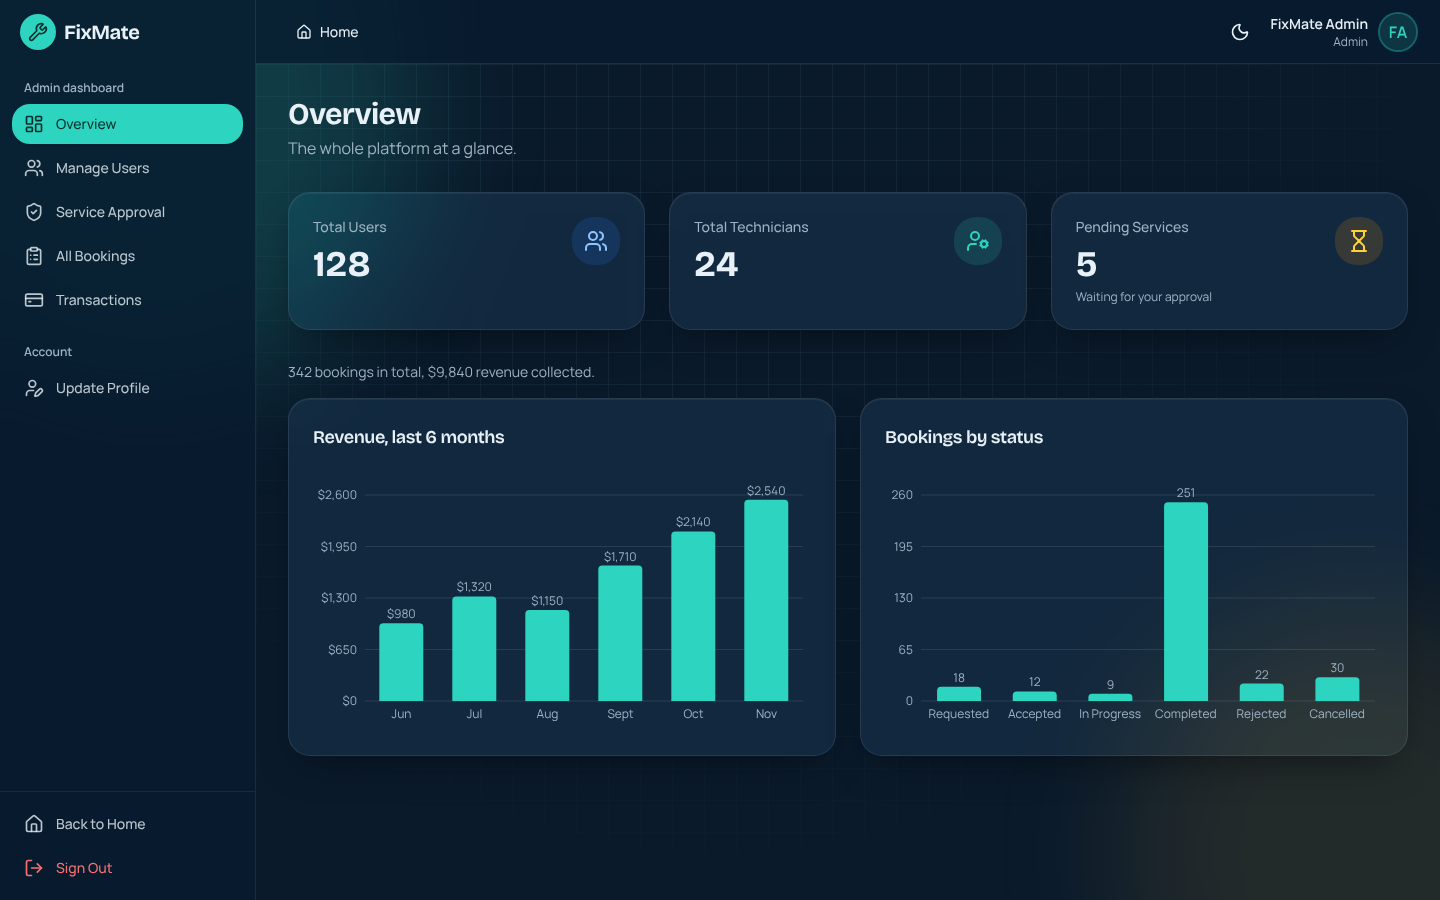 FixMate
Home
FixMate Admin
Admin
FA
Admin dashboard
Overview
Manage Users
Service Approval
All Bookings
Transactions
Account
Update Profile
Back to Home
Sign Out
Overview
The whole platform at a glance.
Total Users
128
Total Technicians
24
Pending Services
5
Waiting for your approval
342 bookings in total, $9,840 revenue collected.
Revenue, last 6 months
$2,600
$1,950
$1,300
$650
$0
$980
$1,320
$1,150
$1,710
$2,140
$2,540
Jun
Jul
Aug
Sept
Oct
Nov
Bookings by status
260
195
130
65
0
18
12
9
251
22
30
Requested
Accepted
In Progress
Completed
Rejected
Cancelled